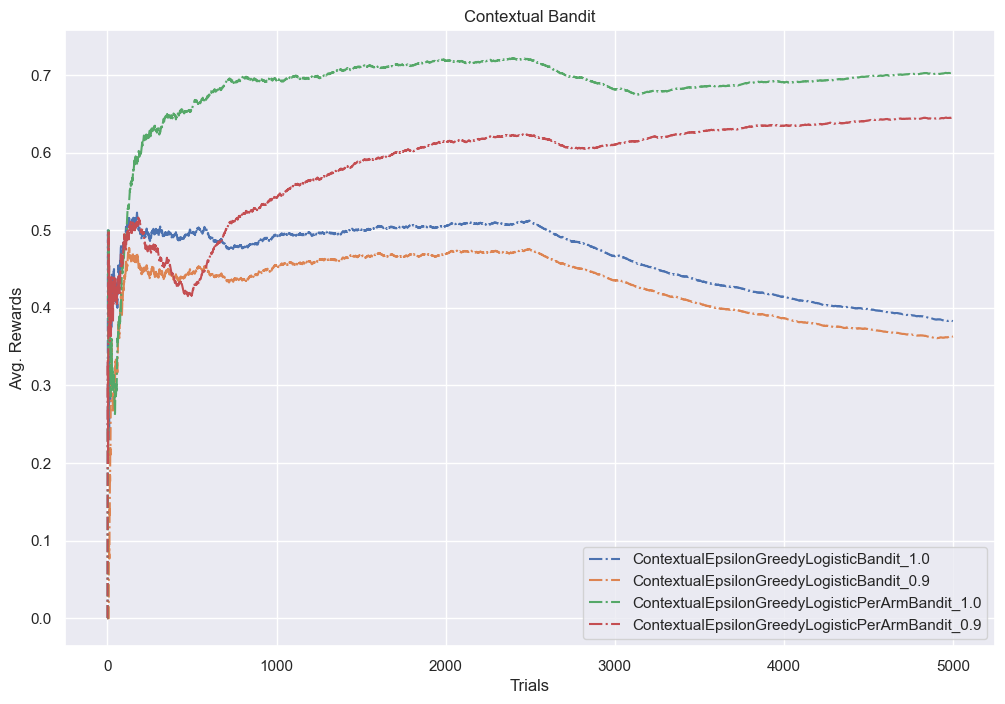 Contextual Bandit
Avg. Rewards
0.7
0.6
0.5
0.4
0.3
0.2
0.1
0.0
ContextualEpsilonGreedyLogisticBandit_1.0
ContextualEpsilonGreedyLogisticBandit_0.9
ContextualEpsilonGreedyLogisticPerArmBandit_1.0
ContextualEpsilonGreedyLogisticPerArmBandit_0.9
0 1000 2000 3000 4000 5000
Trials